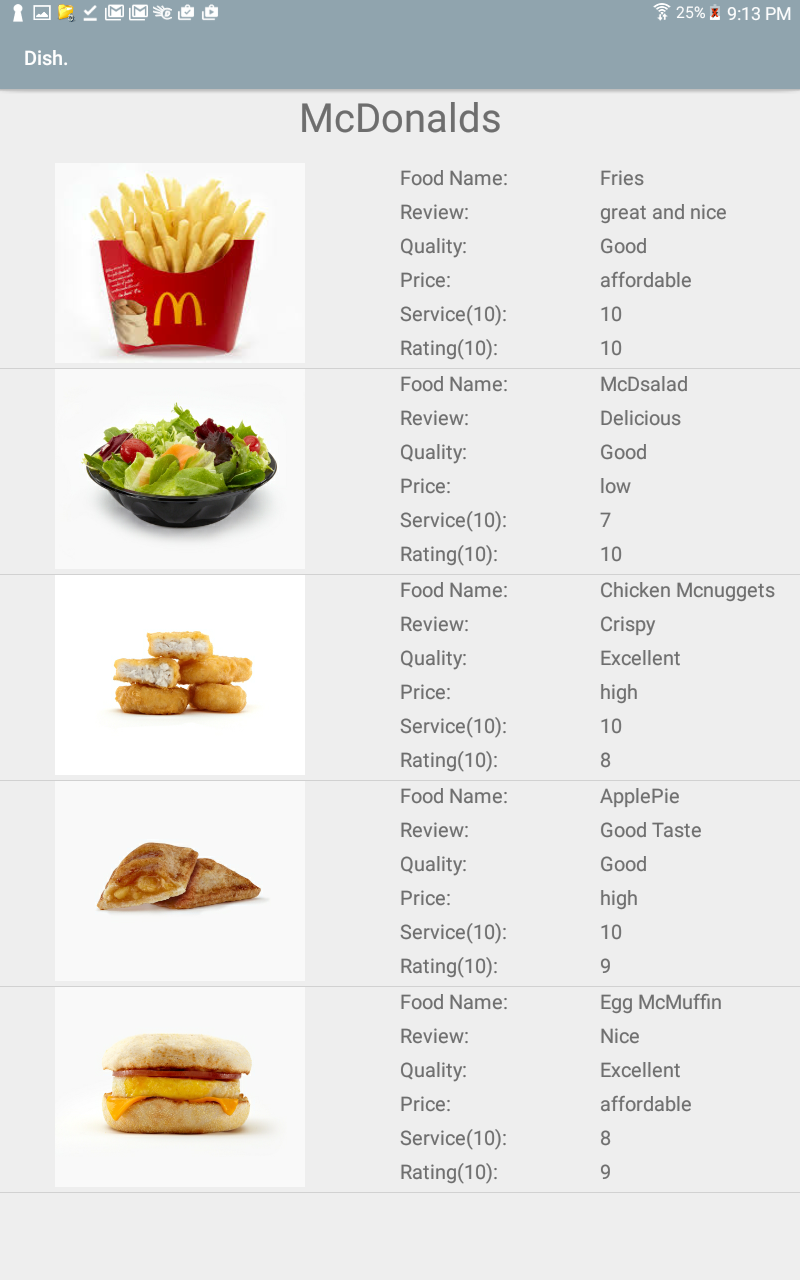 25% 9:13 PM
Dish.
McDonalds
Food Name: Fries
Review: great and nice
Quality: Good
Price: affordable
Service(10): 10
Rating(10): 10
Food Name: McDsalad
Review: Delicious
Quality: Good
Price: low
Service(10): 7
Rating(10): 10
Food Name: Chicken Mcnuggets
Review: Crispy
Quality: Excellent
Price: high
Service(10): 10
Rating(10): 8
Food Name: ApplePie
Review: Good Taste
Quality: Good
Price: high
Service(10): 10
Rating(10): 9
Food Name: Egg McMuffin
Review: Nice
Quality: Excellent
Price: affordable
Service(10): 8
Rating(10): 9